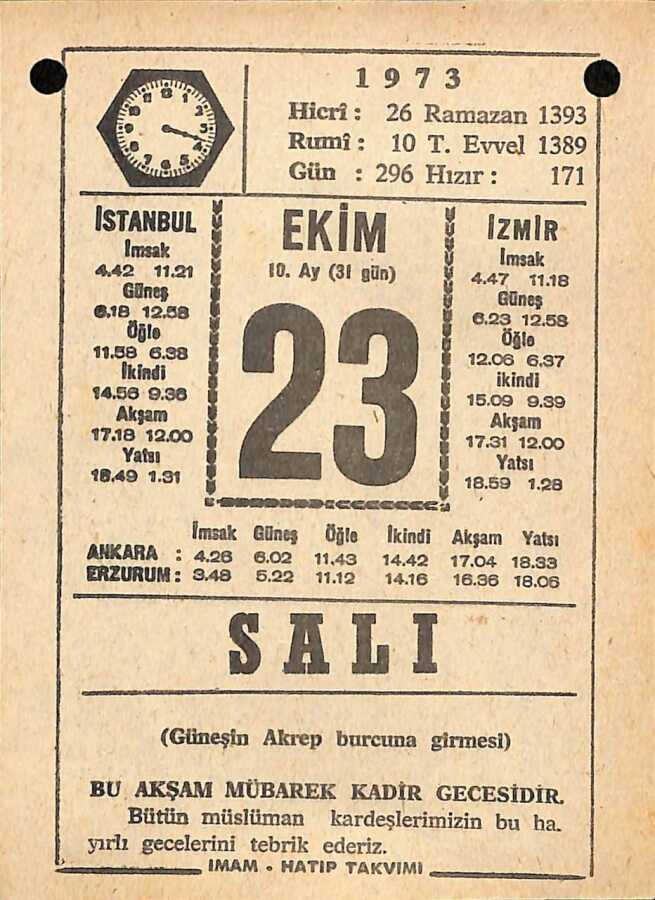 1973
Hicrî : 26 Ramazan 1393
Rumî : 10 T. Evvel 1389
Gün : 296 Hızır : 171
İSTANBUL
İmsak
4.42 11.21
Güneş
6.18 12.58
Öğle
11.58 6.38
İkindi
14.56 9.36
Akşam
17.18 12.00
Yatsı
18.49 1.31
EKİM
10. Ay (31 gün)
23
İZMİR
İmsak
4.47 11.18
Güneş
6.23 12.58
Öğle
12.06 6.37
ikindi
15.09 9.39
Akşam
17.31 12.00
Yatsı
18.59 1.28
İmsak Güneş Öğle İkindi Akşam Yatsı
ANKARA : 4.26 6.02 11.43 14.42 17.04 18.33
ERZURUM : 3.48 5.22 11.12 14.16 16.36 18.06
SALI
(Güneşin Akrep burcuna girmesi)
BU AKŞAM MÜBAREK KADİR GECESİDİR.
Bütün müslüman kardeşlerimizin bu ha-
yırlı gecelerini tebrik ederiz.
İMAM - HATİP TAKVİMİ